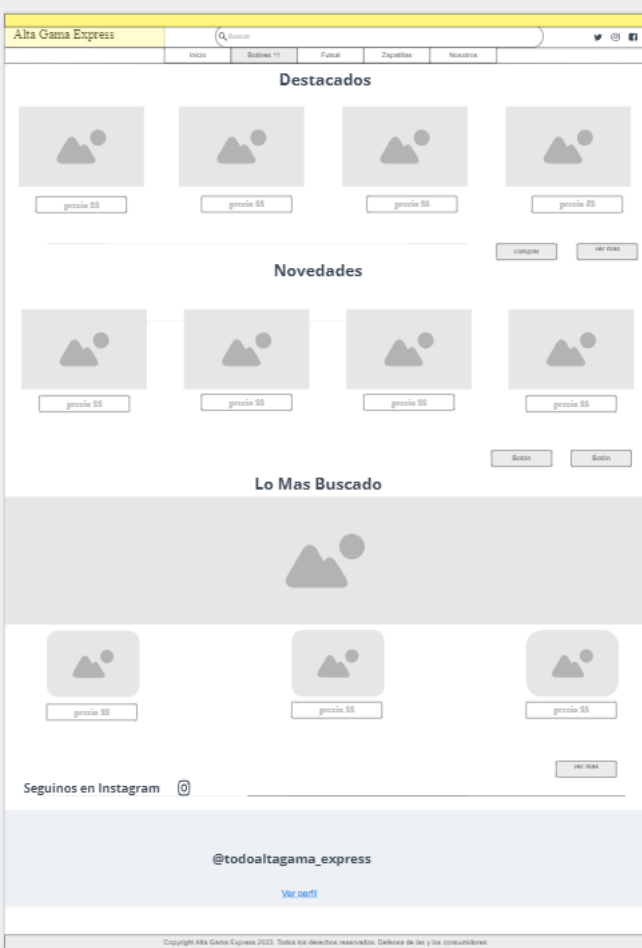 Alta Gama Express
Buscar
Inicio Botines 11 Futsal Zapatillas Nosotros
Destacados
precio $$ precio $$ precio $$ precio $$
comprar ver mas
Novedades
precio $$ precio $$ precio $$ precio $$
Botón Botón
Lo Mas Buscado
precio $$ precio $$ precio $$
ver mas
Seguinos en Instagram
@todoaltagama_express
Ver perfil
Copyright Alta Gama Express 2023. Todos los derechos reservados. Defensa de las y los consumidores